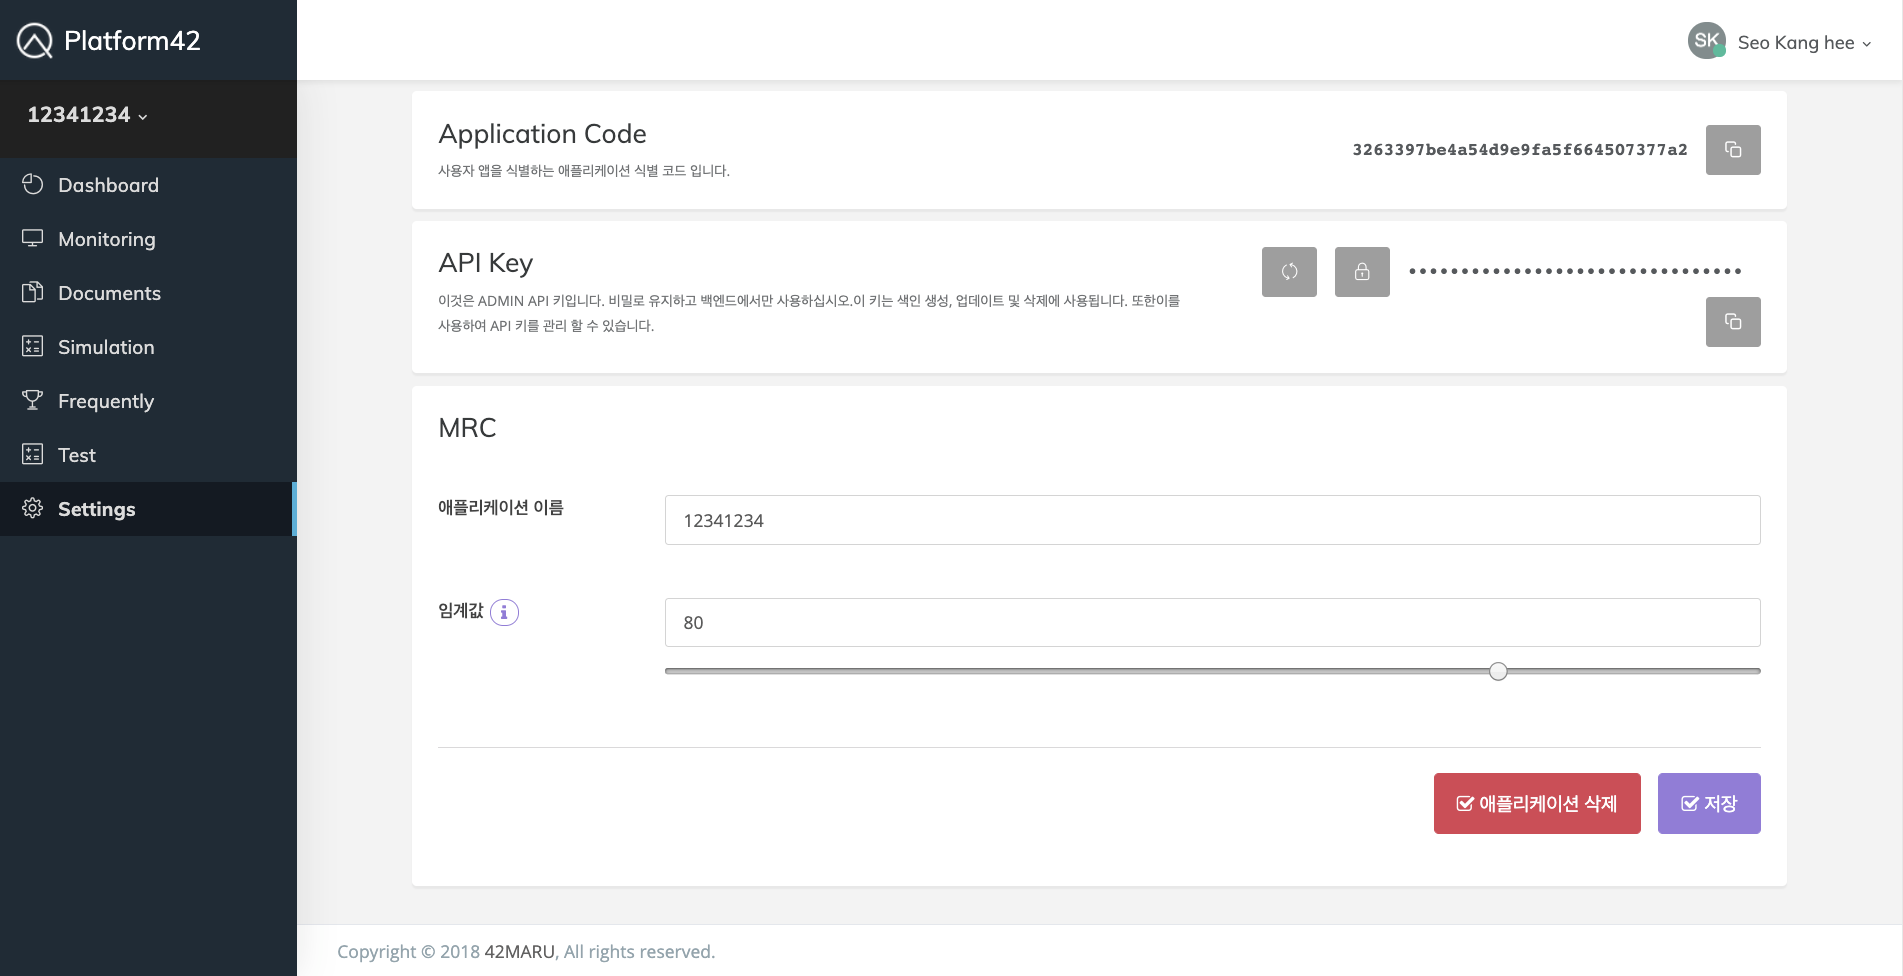 Platform42
SK
Seo Kang hee
12341234
Dashboard
Monitoring
Documents
Simulation
Frequently
Test
Settings
Application Code
사용자 앱을 식별하는 애플리케이션 식별 코드 입니다.
3263397be4a54d9e9fa5f664507377a2
API Key
이것은 ADMIN API 키입니다. 비밀로 유지하고 백엔드에서만 사용하십시오.이 키는 색인 생성, 업데이트 및 삭제에 사용됩니다. 또한이를
사용하여 API 키를 관리 할 수 있습니다.
••••••••••••••••••••••••••••••••
MRC
애플리케이션 이름
12341234
임계값 i
80
애플리케이션 삭제
저장
Copyright © 2018 42MARU, All rights reserved.